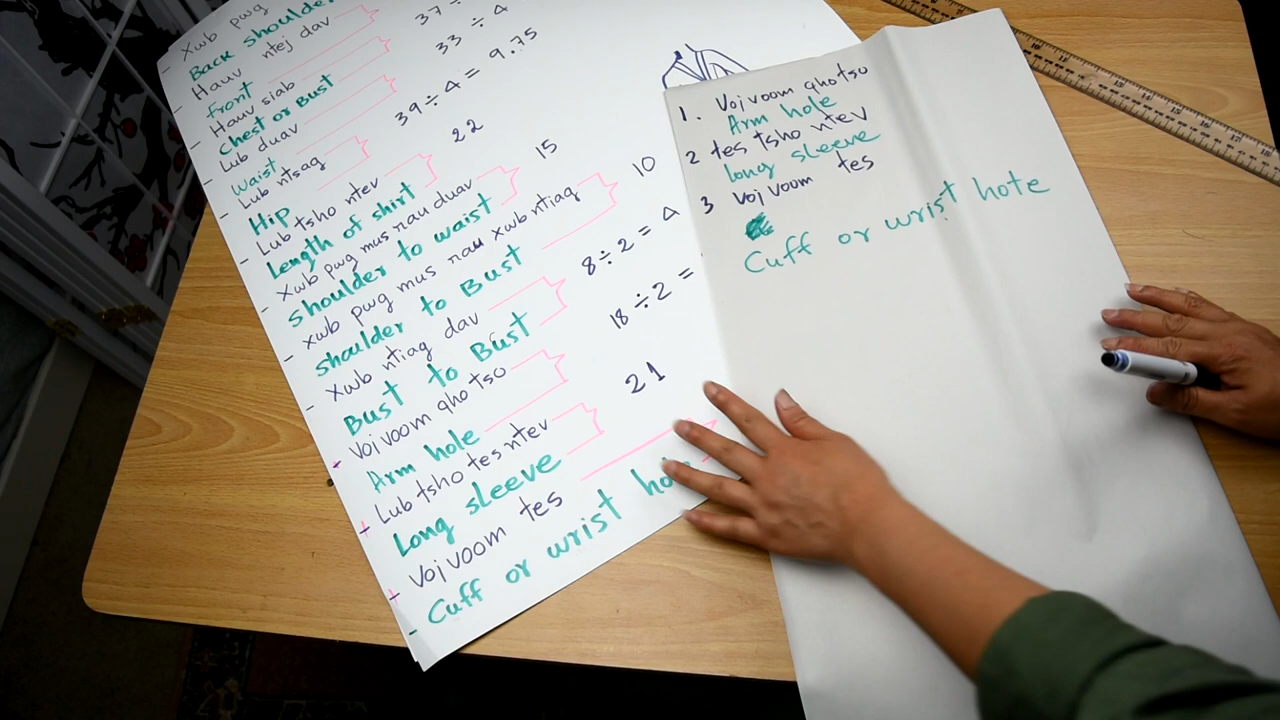 Xwb pwg
Back shoulder
Hauv ntej dav
37 ÷
front
Hauv siab
33 ÷ 4
Chest or Bust
Lub duav
39 ÷ 4 = 9.75
waist
Lub ntsag
22
Hip
Lub tsho ntev
15
Length of shirt
Xwb pwg mus rau duav
10
shoulder to waist
xwb pwg mus rau xwb ntiag
8 ÷ 2 = 4
shoulder to Bust
xwb ntiag dav
18 ÷ 2 =
Bust to Bust
Voj voom qhotso
21
Arm hole
Lub tsho tes ntev
Long sleeve
Voj voom tes
Cuff or wrist hole
1. Voj voom qhotso
Arm hole
2 tes tsho ntev
long sleeve
3 voj voom tes
Cuff or wrist hote